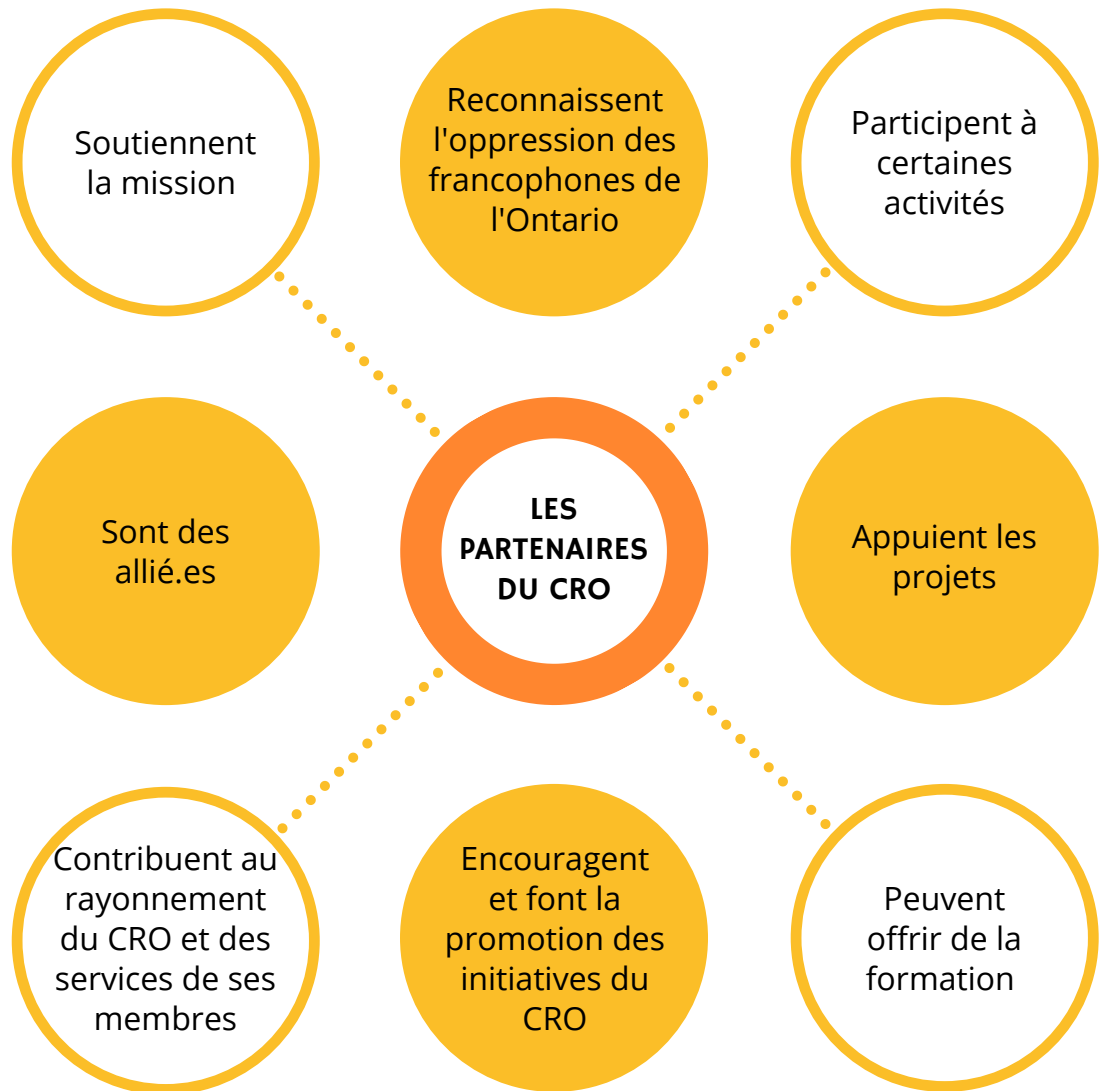 Soutiennent
la mission
Reconnaissent
l'oppression des
francophones de
l'Ontario
Participent à
certaines
activités
Sont des
allié.es
LES
PARTENAIRES
DU CRO
Appuient les
projets
Contribuent au
rayonnement
du CRO et des
services de ses
membres
Encouragent
et font la
promotion des
initiatives du
CRO
Peuvent
offrir de la
formation